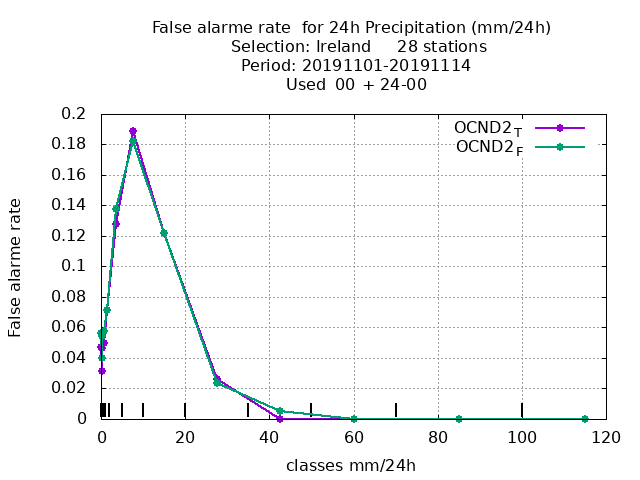 False alarme rate  for 24h Precipitation (mm/24h)
Selection: Ireland     28 stations
Period: 20191101-20191114
Used  00 + 24-00
OCND2_T
OCND2_F
False alarme rate
0.2
0.18
0.16
0.14
0.12
0.1
0.08
0.06
0.04
0.02
0
0 20 40 60 80 100 120
classes mm/24h